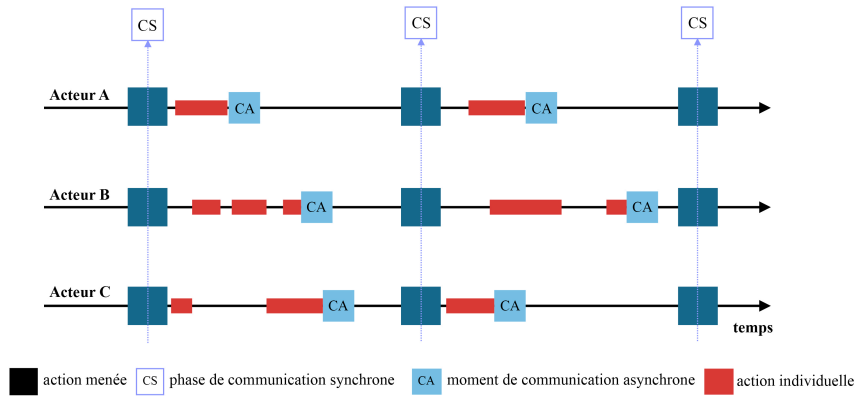 CS CS CS
Acteur A
CA CA
Acteur B
CA CA
Acteur C
CA CA
temps
action menée CS phase de communication synchrone CA moment de communication asynchrone action individuelle